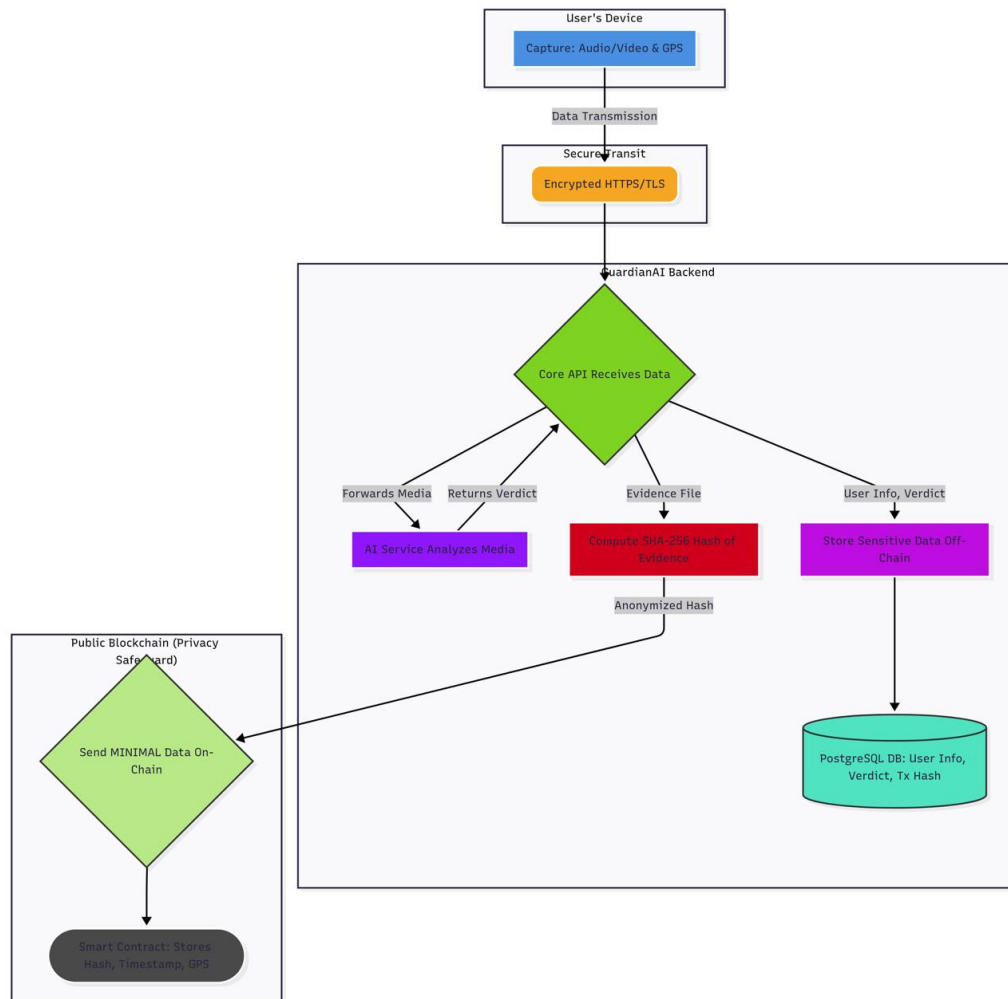 User's Device
Capture: Audio/Video & GPS
Data Transmission
Secure Transit
Encrypted HTTPS/TLS
GuardianAI Backend
Core API Receives Data
Forwards Media
Returns Verdict
Evidence File
User Info, Verdict
AI Service Analyzes Media
Compute SHA-256 Hash of
Evidence
Store Sensitive Data Off-
Chain
Anonymized Hash
Public Blockchain (Privacy
Safeguard)
Send MINIMAL Data On-
Chain
PostgreSQL DB: User Info,
Verdict, Tx Hash
Smart Contract: Stores
Hash, Timestamp, GPS